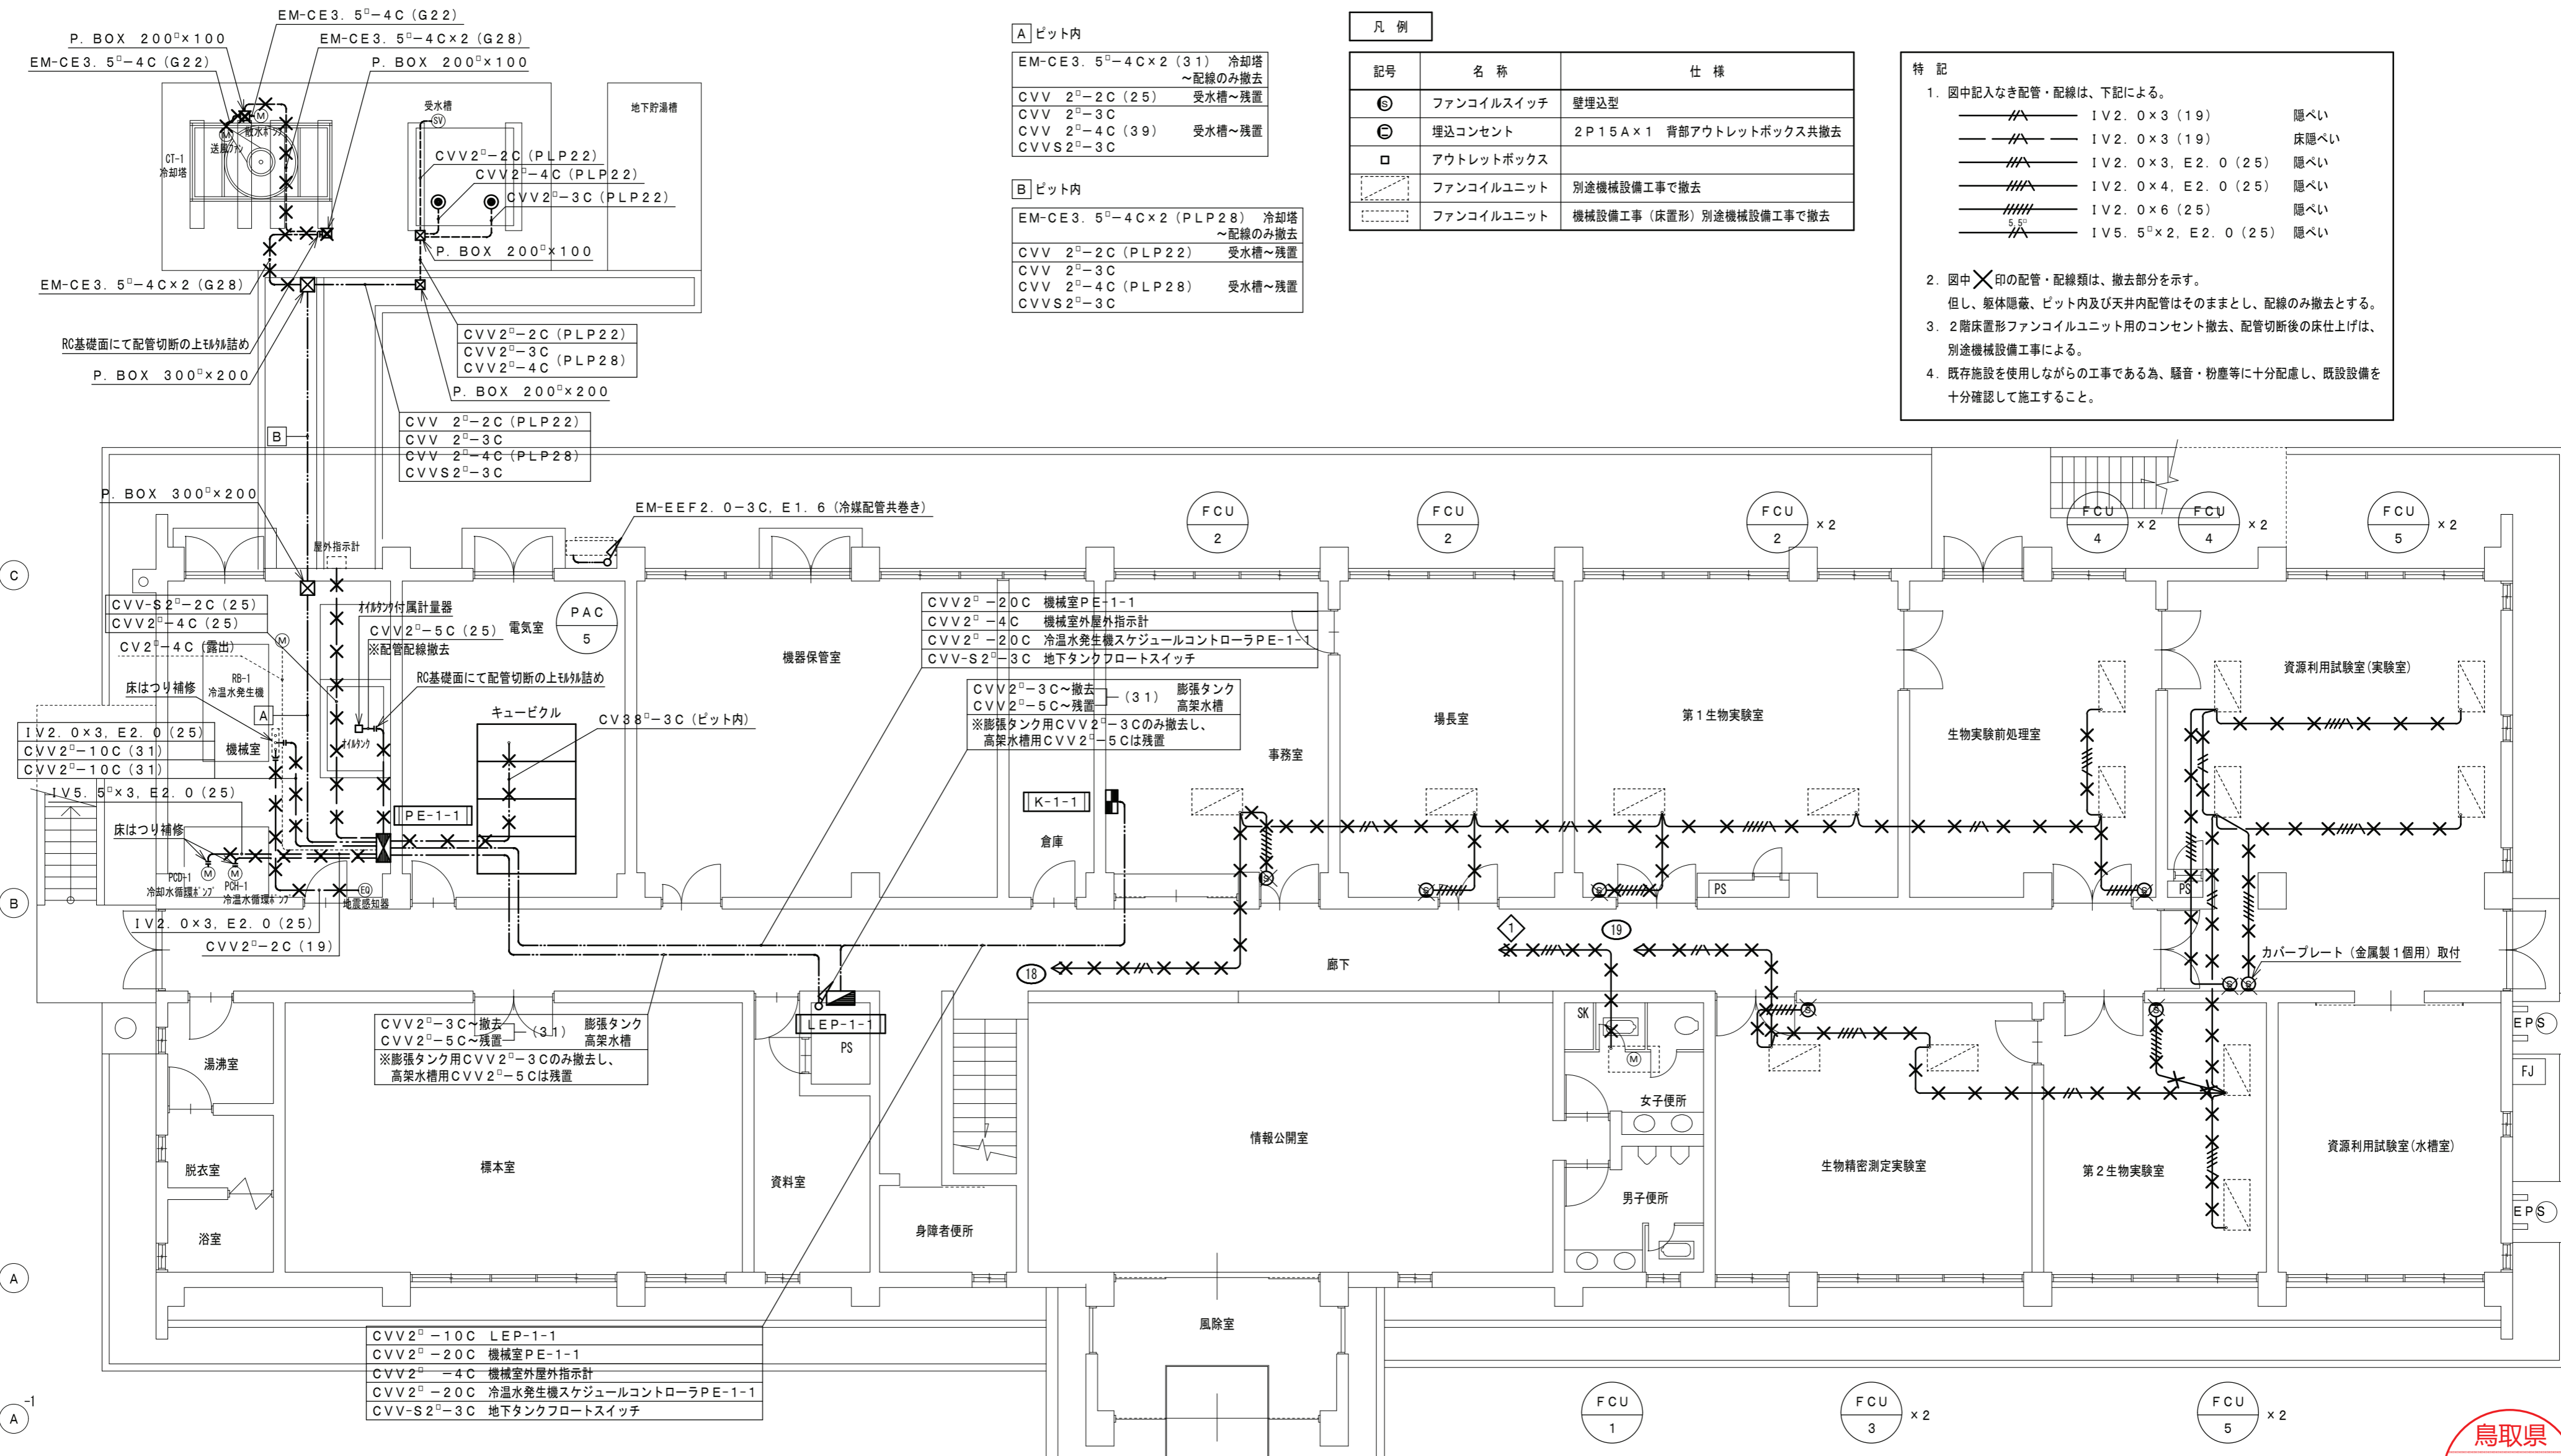 EM-CE3．5□－4C（G22）
P．BOX　200□×100
EM-CE3．5□－4C×2（G28）
EM-CE3．5□－4C（G22）
P．BOX　200□×100
受水槽
地下貯湯槽
SV
M
散水ﾎﾟﾝﾌﾟ
M
送風ﾌｧﾝ
CT-1
冷却塔
CVV2□－2C（PLP22）
CVV2□－4C（PLP22）
CVV2□－3C（PLP22）
P．BOX　200□×100
EM-CE3．5□－4C×2（G28）
RC基礎面にて配管切断の上ﾓﾙﾀﾙ詰め
P．BOX　300□×200
CVV2□－2C（PLP22）
CVV2□－3C
CVV2□－4C（PLP28）
P．BOX　200□×200
CVV　2□－2C（PLP22）
CVV　2□－3C
CVV　2□－4C（PLP28）
CVVS2□－3C
B
A ピット内
EM-CE3．5□－4C×2（31）　冷却塔
～配線のみ撤去
CVV　2□－2C（25）　受水槽～残置
CVV　2□－3C
CVV　2□－4C（39）　受水槽～残置
CVVS2□－3C
B ピット内
EM-CE3．5□－4C×2（PLP28）　冷却塔
～配線のみ撤去
CVV　2□－2C（PLP22）　受水槽～残置
CVV　2□－3C
CVV　2□－4C（PLP28）　受水槽～残置
CVVS2□－3C
凡 例
記号　名 称　仕 様
S　ファンコイルスイッチ　壁埋込型
埋込コンセント　2P15A×1　背部アウトレットボックス共撤去
アウトレットボックス
ファンコイルユニット　別途機械設備工事で撤去
ファンコイルユニット　機械設備工事（床置形）別途機械設備工事で撤去
特 記
1．図中記入なき配管・配線は、下記による。
IV2．0×3（19）　隠ぺい
IV2．0×3（19）　床隠ぺい
IV2．0×3，E2．0（25）　隠ぺい
IV2．0×4，E2．0（25）　隠ぺい
IV2．0×6（25）　隠ぺい
5.5□　IV5．5□×2，E2．0（25）　隠ぺい
2．図中╳印の配管・配線類は、撤去部分を示す。
但し、躯体隠蔽、ピット内及び天井内配管はそのままとし、配線のみ撤去とする。
3．2階床置形ファンコイルユニット用のコンセント撤去、配管切断後の床仕上げは、
別途機械設備工事による。
4．既存施設を使用しながらの工事である為、騒音・粉塵等に十分配慮し、既設設備を
十分確認して施工すること。
P．BOX　300□×200
EM-EEF2．0－3C，E1．6（冷媒配管共巻き）
FCU
2
FCU
2
FCU
2
×2
FCU
4
×2
FCU
4
×2
FCU
5
×2
屋外指示計
C
CVV-S2□－2C（25）
CVV2□－4C（25）
ｵｲﾙﾀﾝｸ付属計量器
CVV2□－5C（25）
※配管配線撤去
電気室
PAC
5
機器保管室
CVV2□－20C　機械室PE-1-1
CVV2□－4C　機械室外屋外指示計
CVV2□－20C　冷温水発生機スケジュールコントローラPE-1-1
CVV-S2□－3C　地下タンクフロートスイッチ
M
CV2□－4C（露出）
RB-1
冷温水発生機
床はつり補修
RC基礎面にて配管切断の上ﾓﾙﾀﾙ詰め
A
キュービクル
CV38□－3C（ピット内）
CVV2□－3C～撤去
CVV2□－5C～残置
（31）
膨張タンク
高架水槽
※膨張タンク用CVV2□－3Cのみ撤去し、
高架水槽用CVV2□－5Cは残置
IV2．0×3，E2．0（25）
CVV2□－10C（31）
CVV2□－10C（31）
機械室
ｵｲﾙﾀﾝｸ
IV5．5□×3，E2．0（25）
床はつり補修
PE-1-1
K-1-1
倉庫
事務室
場長室
第1生物実験室
生物実験前処理室
資源利用試験室(実験室)
M
PCD-1
冷却水循環ﾎﾟﾝﾌﾟ
M
PCH-1
冷温水循環ﾎﾟﾝﾌﾟ
EQ
地震感知器
B
S
S
S
PS
S
PS
IV2．0×3，E2．0（25）
CVV2□－2C（19）
18
1
19
廊下
カバープレート（金属製1個用）取付
S
S
LEP-1-1
PS
CVV2□－3C～撤去
CVV2□－5C～残置
（31）
膨張タンク
高架水槽
※膨張タンク用CVV2□－3Cのみ撤去し、
高架水槽用CVV2□－5Cは残置
湯沸室
脱衣室
浴室
標本室
資料室
身障者便所
情報公開室
SK
M
女子便所
男子便所
S
S
生物精密測定実験室
第2生物実験室
資源利用試験室(水槽室)
EPS
FJ
EPS
A
風除室
CVV2□－10C　LEP-1-1
CVV2□－20C　機械室PE-1-1
CVV2□　－4C　機械室外屋外指示計
CVV2□－20C　冷温水発生機スケジュールコントローラPE-1-1
CVV-S2□－3C　地下タンクフロートスイッチ
A-1
FCU
1
FCU
3
×2
FCU
5
×2
鳥取県